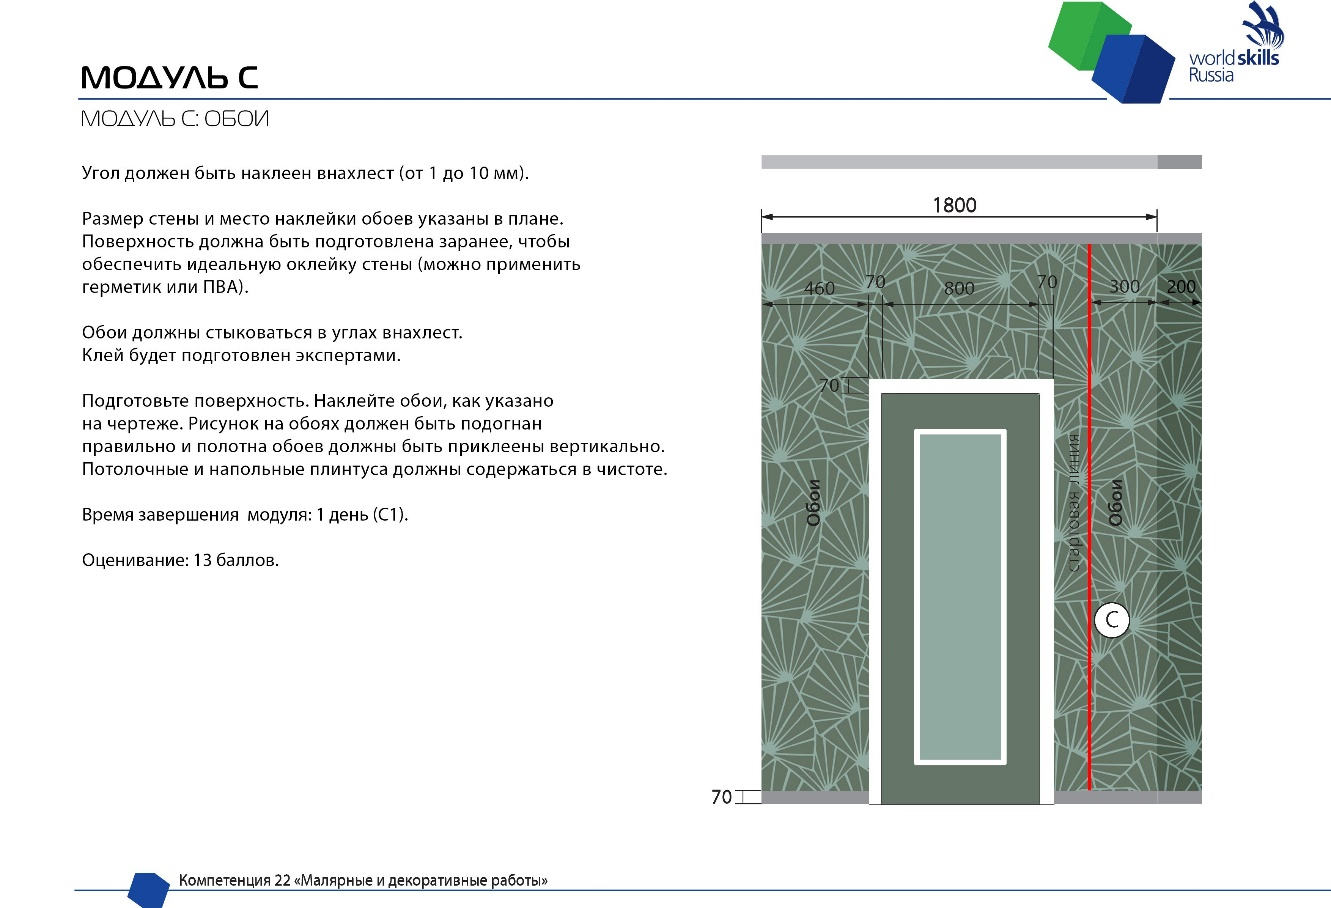 world skills
Russia
МОДУЛЬ С
МОДУЛЬ С: ОБОИ
Угол должен быть наклеен внахлест (от 1 до 10 мм).
Размер стены и место наклейки обоев указаны в плане.
Поверхность должна быть подготовлена заранее, чтобы
обеспечить идеальную оклейку стены (можно применить
герметик или ПВА).
Обои должны стыковаться в углах внахлест.
Клей будет подготовлен экспертами.
Подготовьте поверхность. Наклейте обои, как указано
на чертеже. Рисунок на обоях должен быть подогнан
правильно и полотна обоев должны быть приклеены вертикально.
Потолочные и напольные плинтуса должны содержаться в чистоте.
Время завершения  модуля: 1 день (С1).
Оценивание: 13 баллов.
1800
460
70
800
70
300
200
70
Обои
стартовая линия
Обои
С
70
Компетенция 22 «Малярные и декоративные работы»